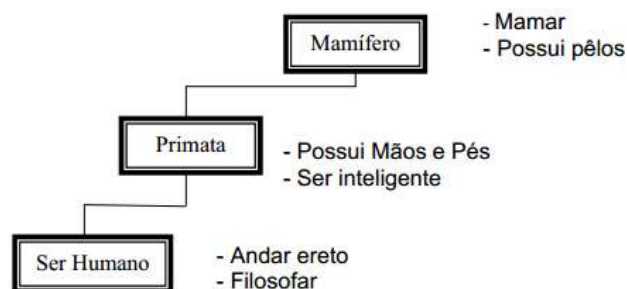 Mamífero
- Mamar
- Possui pêlos
Primata
- Possui Mãos e Pés
- Ser inteligente
Ser Humano
- Andar ereto
- Filosofar